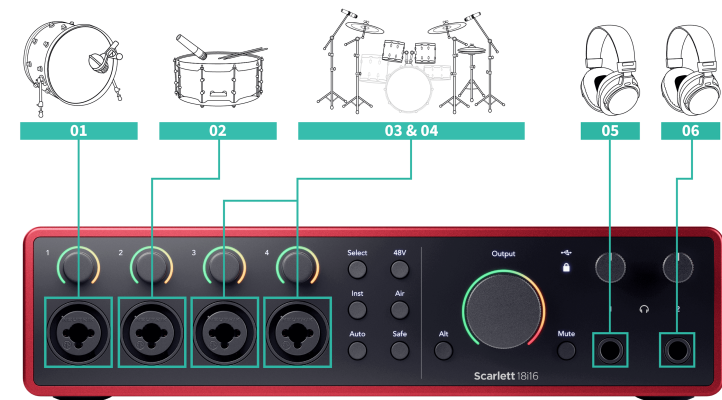 01
02
03 & 04
05
06
1
2
3
4
Select
48V
Output
Inst
Air
Auto
Safe
Alt
Mute
2
Scarlett 18i16